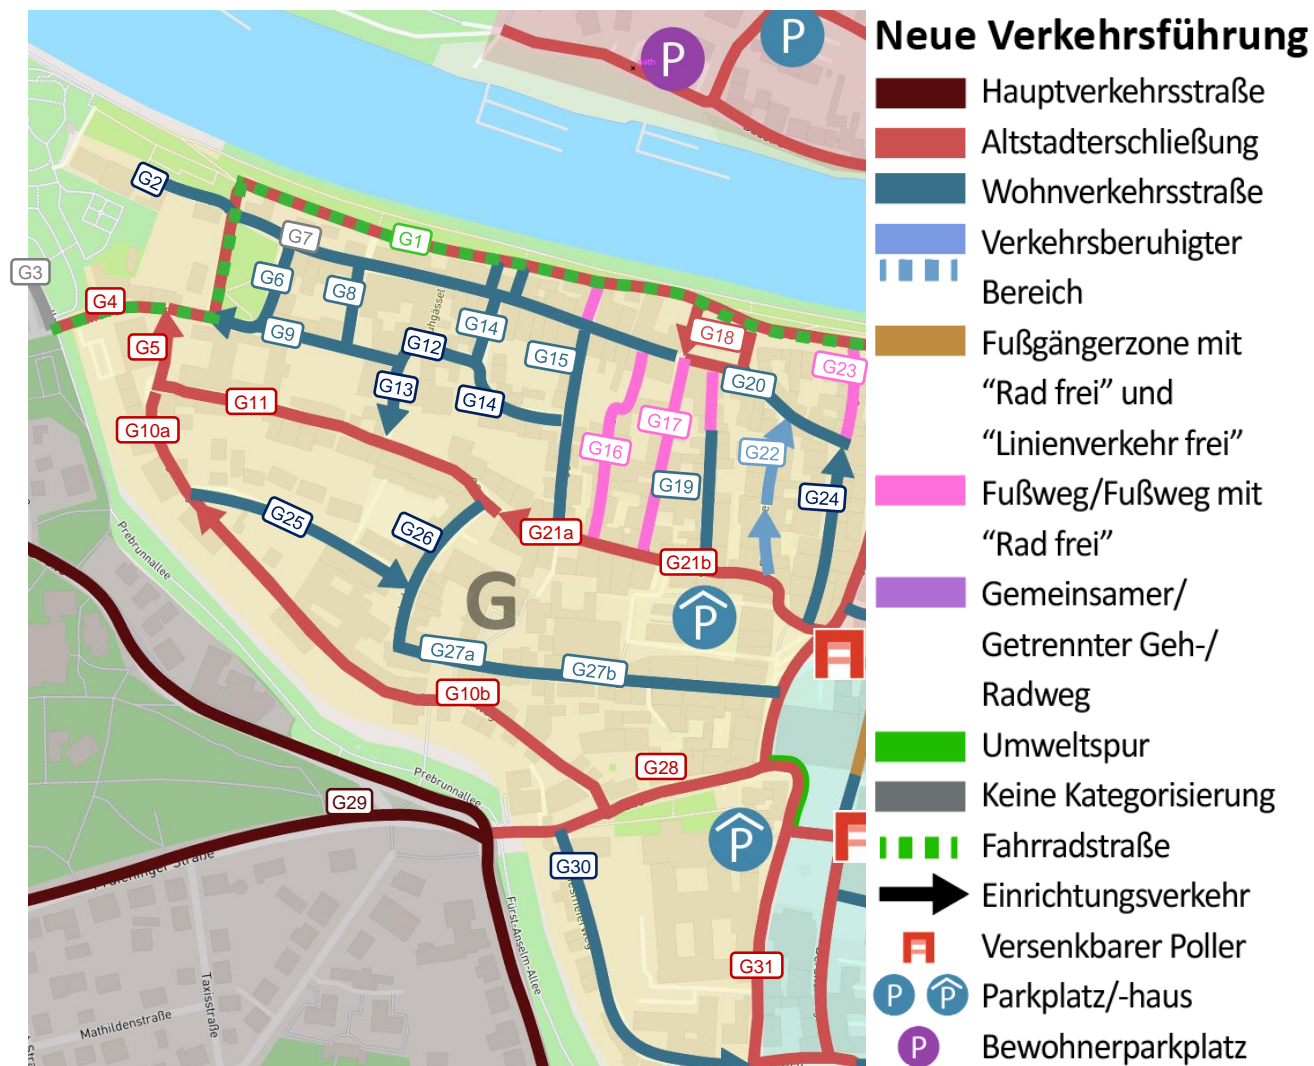 Neue Verkehrsführung
Hauptverkehrsstraße
Altstadterschließung
Wohnverkehrsstraße
Verkehrsberuhigter
Bereich
Fußgängerzone mit
“Rad frei” und
“Linienverkehr frei”
Fußweg/Fußweg mit
“Rad frei”
Gemeinsamer/
Getrennter Geh-/
Radweg
Umweltspur
Keine Kategorisierung
Fahrradstraße
Einrichtungsverkehr
Versenkbarer Poller
P P Parkplatz/-haus
P Bewohnerparkplatz
P
P
G2
G7
G1
G3
G6
G8
G4
G14
G18
G9
G12
G5
G15
G23
G13
G20
G11
G14
G10a
G17
G16
G22
G19
G24
G25
G26
G21a
G21b
Prebrunnallee
G
P
G27a
G27b
G10b
G28
Prebrunnallee
G29
P
G30
Fürst-Anselm-Allee
G31
Taxisstraße
Mathildenstraße